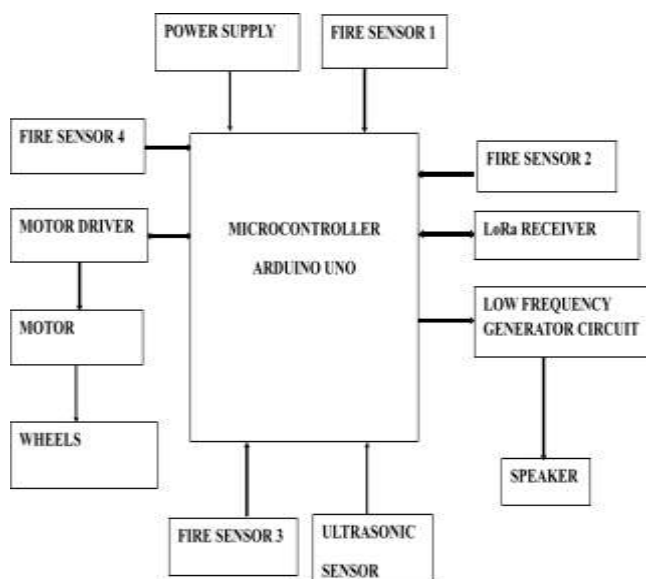 POWER SUPPLY
FIRE SENSOR 1
FIRE SENSOR 4
FIRE SENSOR 2
MOTOR DRIVER
MICROCONTROLLER
ARDUINO UNO
LoRa RECEIVER
LOW FREQUENCY
GENERATOR CIRCUIT
MOTOR
WHEELS
SPEAKER
FIRE SENSOR 3
ULTRASONIC
SENSOR